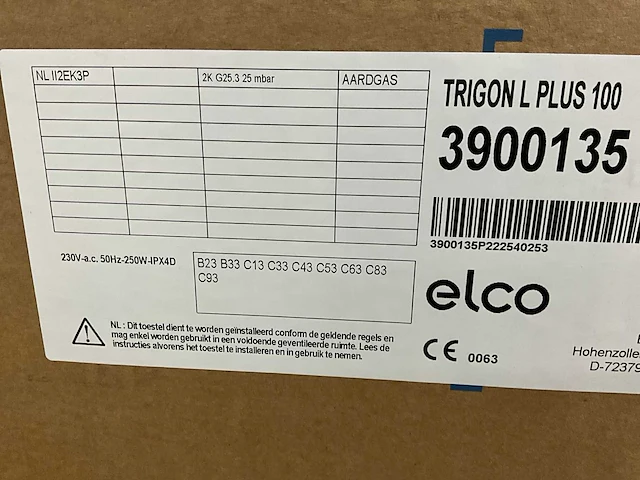 NL II2EK3P 2K G25.3 25 mbar AARDGAS
TRIGON L PLUS 100
3900135
3900135P222540253
230V-a.c. 50Hz-250W-IPX4D
B23 B33 C13 C33 C43 C53 C63 C83
C93
elco
NL : Dit toestel dient te worden geïnstalleerd conform de geldende regels en
mag enkel worden gebruikt in een voldoende geventileerde ruimte. Lees de
instructies alvorens het toestel te installeren en in gebruik te nemen.
CE 0063
Hohenzolle
D-72379